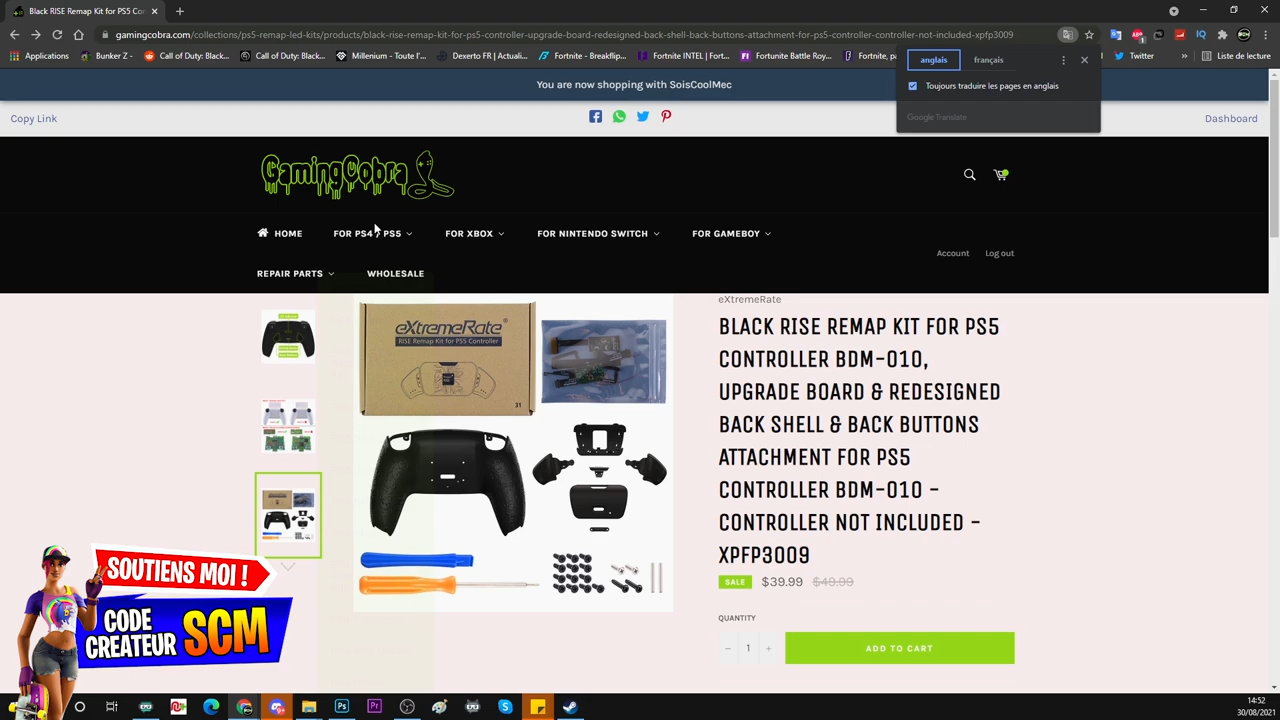 Black RISE Remap Kit for PS5 Con
gamingcobra.com/collections/ps5-remap-led-kits/products/black-rise-remap-kit-for-ps5-controller-upgrade-board-redesigned-back-shell-back-buttons-attachment-for-ps5-controller-controller-not-included-xpfp3009
Applications
Bunker Z -
Call of Duty: Black...
Call of Duty: Black...
Millenium - Toute l'...
Dexerto FR | Actuali...
Fortnite - Breakflip...
Fortnite INTEL | Fort...
Fortnite Battle Roy...
Fortnite, pa
Twitter
»
Liste de lecture
anglais
français
Toujours traduire les pages en anglais
Google Translate
You are now shopping with SoisCoolMec
Copy Link
Dashboard
GamingCobra
HOME
FOR PS4 / PS5
FOR XBOX
FOR NINTENDO SWITCH
FOR GAMEBOY
Account
Log out
REPAIR PARTS
WHOLESALE
eXtremeRate®
RISE Remap Kit for PS5 Controller
31
eXtremeRate
BLACK RISE REMAP KIT FOR PS5
CONTROLLER BDM-010,
UPGRADE BOARD & REDESIGNED
BACK SHELL & BACK BUTTONS
ATTACHMENT FOR PS5
CONTROLLER BDM-010 -
CONTROLLER NOT INCLUDED -
XPFP3009
SALE
$39.99
$49.99
QUANTITY
− 1 +
ADD TO CART
SOUTIENS MOI !
CODE
CREATEUR
SCM
14:52
30/08/2021